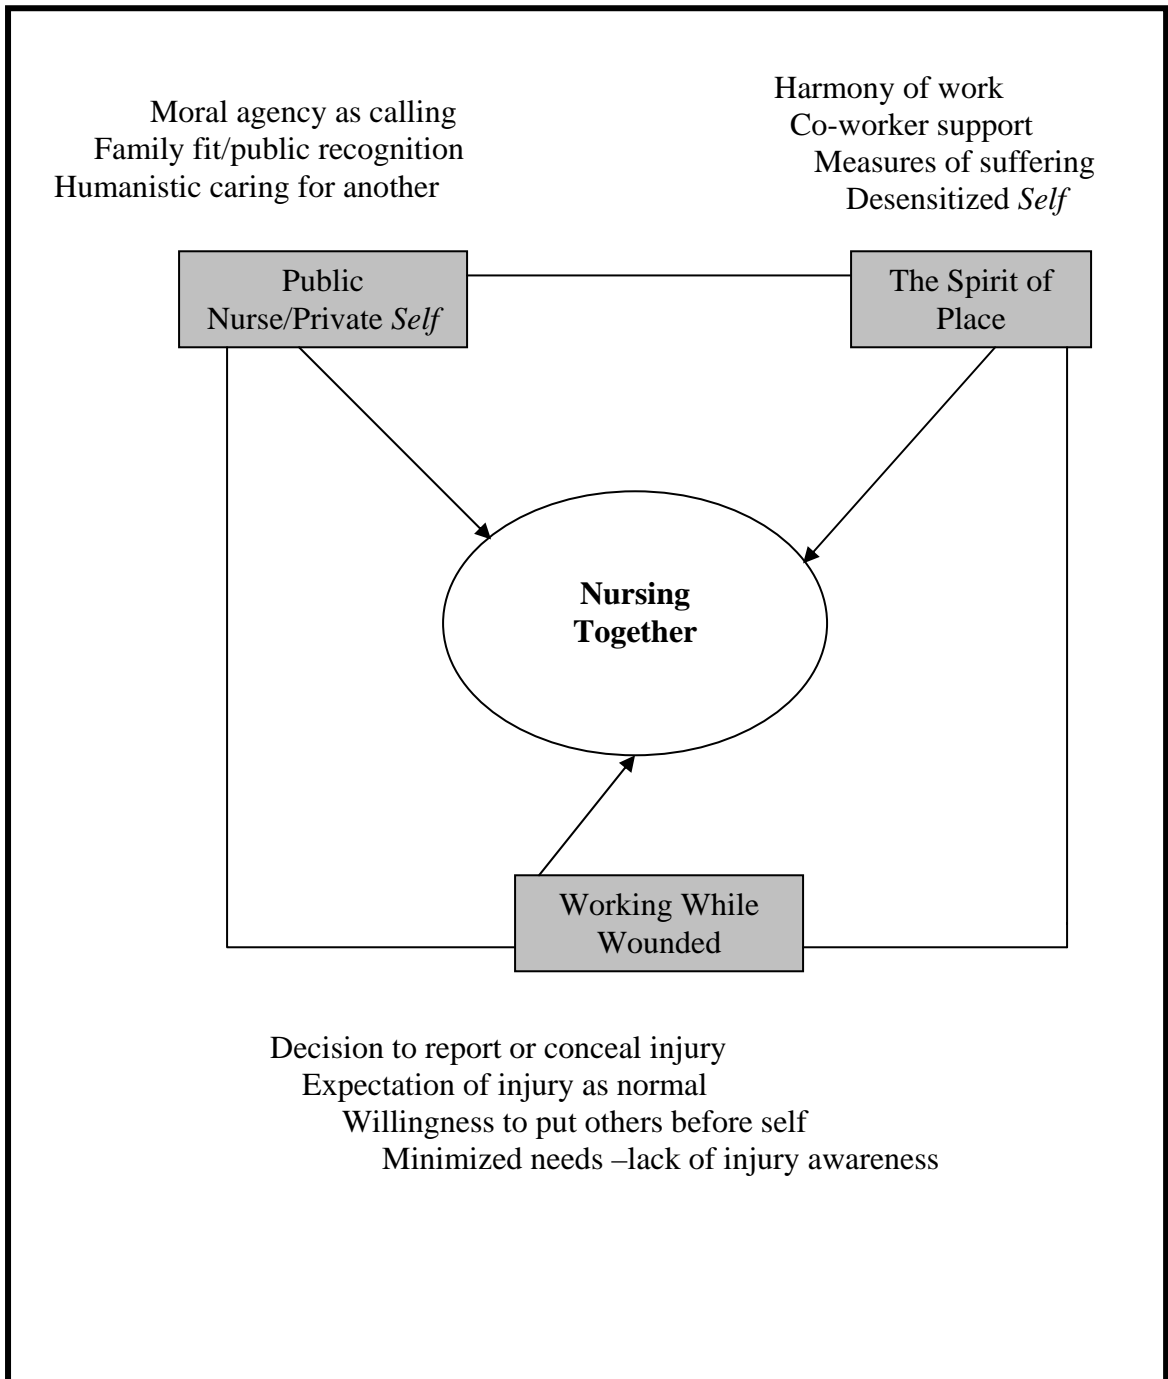 Moral agency as calling
Family fit/public recognition
Humanistic caring for another
Harmony of work
Co-worker support
Measures of suffering
Desensitized Self
Public
Nurse/Private Self
The Spirit of
Place
Nursing
Together
Working While
Wounded
Decision to report or conceal injury
Expectation of injury as normal
Willingness to put others before self
Minimized needs –lack of injury awareness